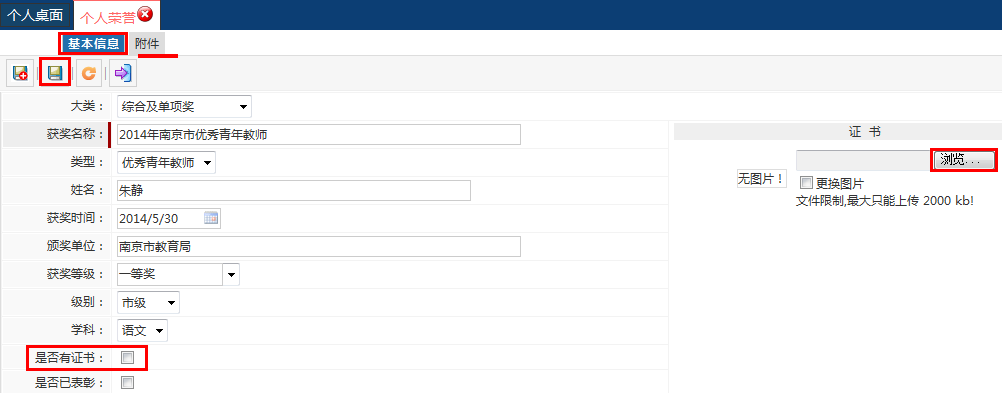 个人桌面 个人荣誉
基本信息 附件
大类： 综合及单项奖
获奖名称： 2014年南京市优秀青年教师
类型： 优秀青年教师
姓名： 朱静
获奖时间： 2014/5/30
颁奖单位： 南京市教育局
获奖等级： 一等奖
级别： 市级
学科： 语文
是否有证书：
是否已表彰：
证 书
浏览...
无图片！
更换图片
文件限制,最大只能上传 2000 kb!